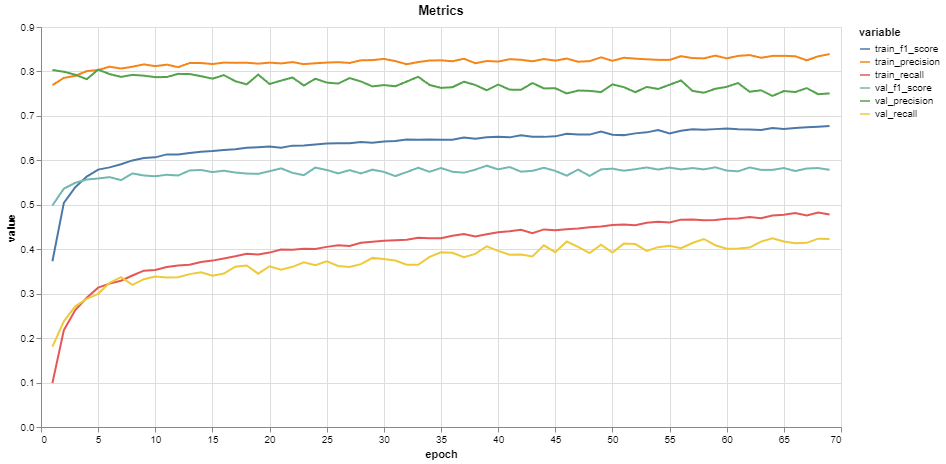 Metrics
variable
train_f1_score
train_precision
train_recall
val_f1_score
val_precision
val_recall
value
0.9
0.8
0.7
0.6
0.5
0.4
0.3
0.2
0.1
0.0
0 5 10 15 20 25 30 35 40 45 50 55 60 65 70
epoch